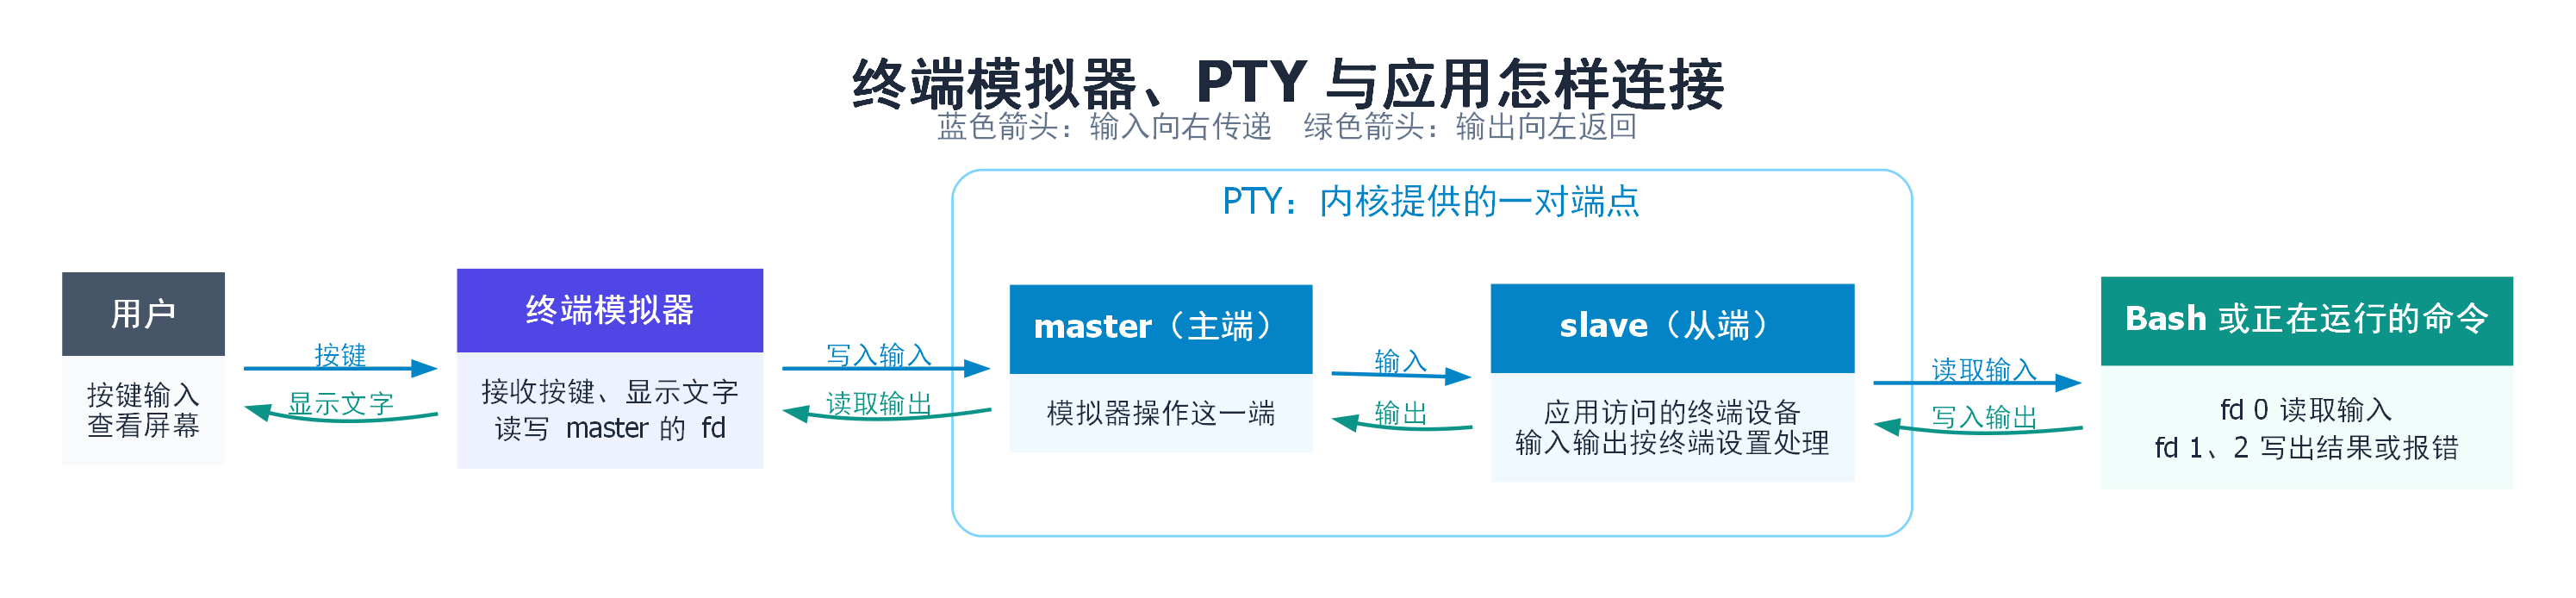 终端模拟器、PTY 与应用怎样连接
蓝色箭头：输入向右传递 绿色箭头：输出向左返回
PTY：内核提供的一对端点
用户
按键输入
查看屏幕
按键
显示文字
终端模拟器
接收按键、显示文字
读写 master 的 fd
写入输入
读取输出
master（主端）
模拟器操作这一端
输入
输出
slave（从端）
应用访问的终端设备
输入输出按终端设置处理
读取输入
写入输出
Bash 或正在运行的命令
fd 0 读取输入
fd 1、2 写出结果或报错